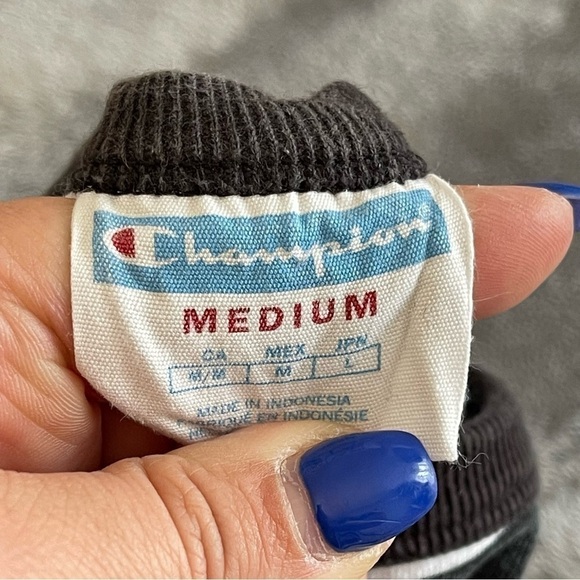 Champion
MEDIUM
CA MEX JPN
M/M M L
MADE IN INDONESIA
FABRIQUÉ EN INDONÉSIE